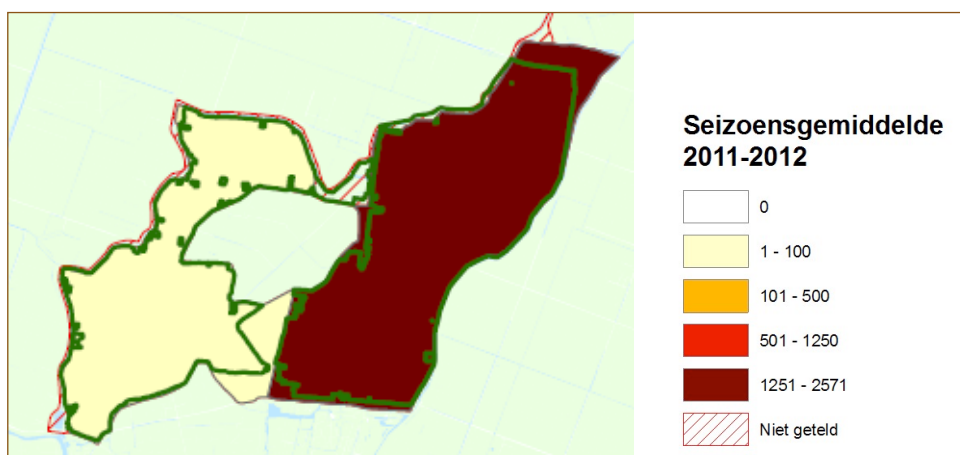 Seizoensgemiddelde
2011-2012
0
1 - 100
101 - 500
501 - 1250
1251 - 2571
Niet geteld